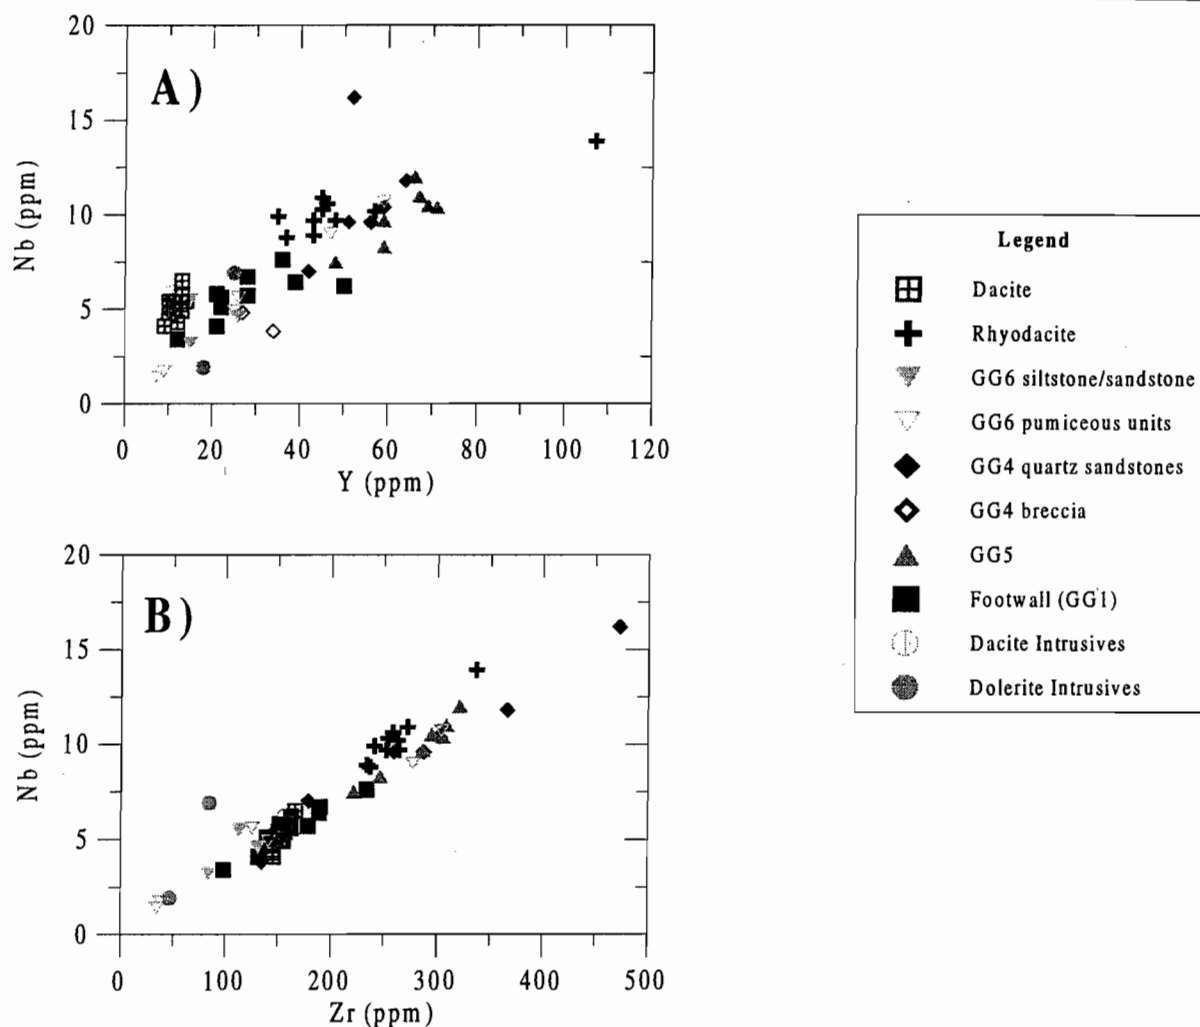 20
15
10
5
0
A)
Nb (ppm)
0 20 40 60 80 100 120
Y (ppm)
20
15
10
5
0
B)
Nb (ppm)
0 100 200 300 400 500
Zr (ppm)
Legend
Dacite
Rhyodacite
GG6 siltstone/sandstone
GG6 pumiceous units
GG4 quartz sandstones
GG4 breccia
GG5
Footwall (GG1)
Dacite Intrusives
Dolerite Intrusives